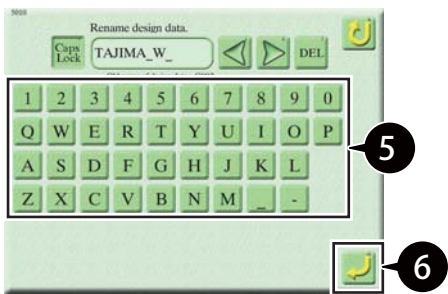 5010
Rename design data.
Caps Lock TAJIMA_W_ DEL
1 2 3 4 5 6 7 8 9 0
Q W E R T Y U I O P
A S D F G H J K L
Z X C V B N M _ -
5
6